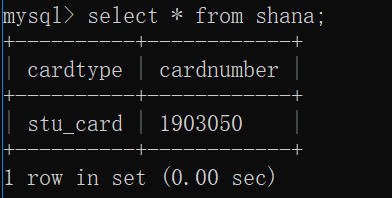 mysql> select * from shana;
+----------+------------+
| cardtype | cardnumber |
+----------+------------+
| stu_card | 1903050    |
+----------+------------+
1 row in set (0.00 sec)